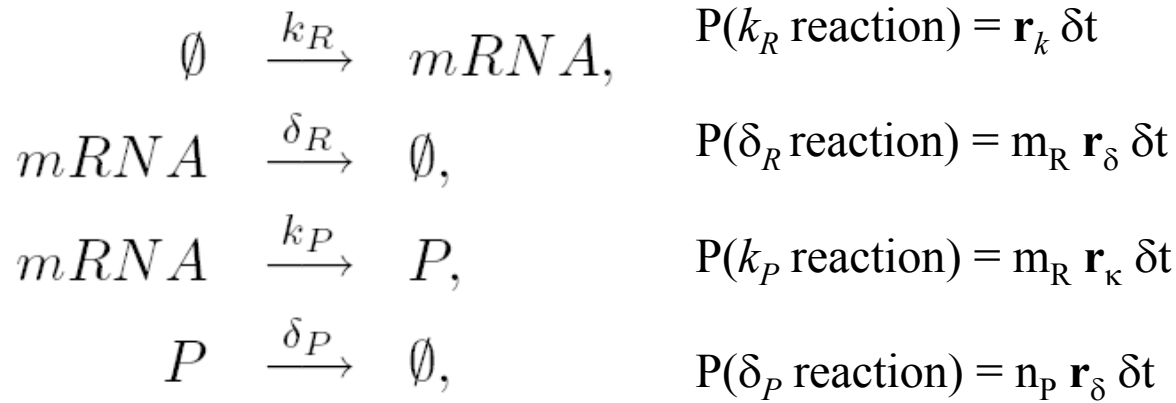 ∅ —k_R→ mRNA, P(k_R reaction) = r_k δt
mRNA —δ_R→ ∅, P(δ_R reaction) = m_R r_δ δt
mRNA —k_P→ P, P(k_P reaction) = m_R r_κ δt
P —δ_P→ ∅, P(δ_P reaction) = n_P r_δ δt